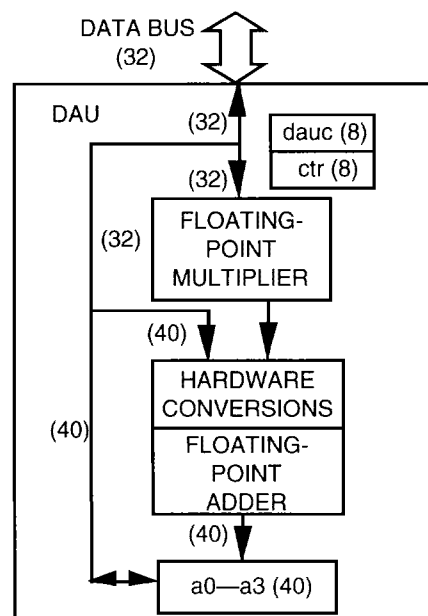 DATA BUS
(32)
DAU
(32)
dauc (8)
ctr (8)
(32)
(32)
FLOATING-
POINT
MULTIPLIER
(40)
HARDWARE
CONVERSIONS
(40)
FLOATING-
POINT
ADDER
(40)
a0—a3 (40)